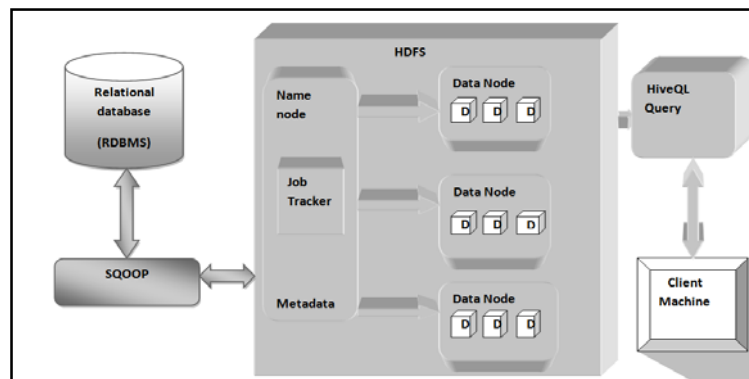 HDFS
Relational
database
(RDBMS)
SQOOP
Name
node
Job
Tracker
Metadata
Data Node
D D D
Data Node
D D D
Data Node
D D D
HiveQL
Query
Client
Machine